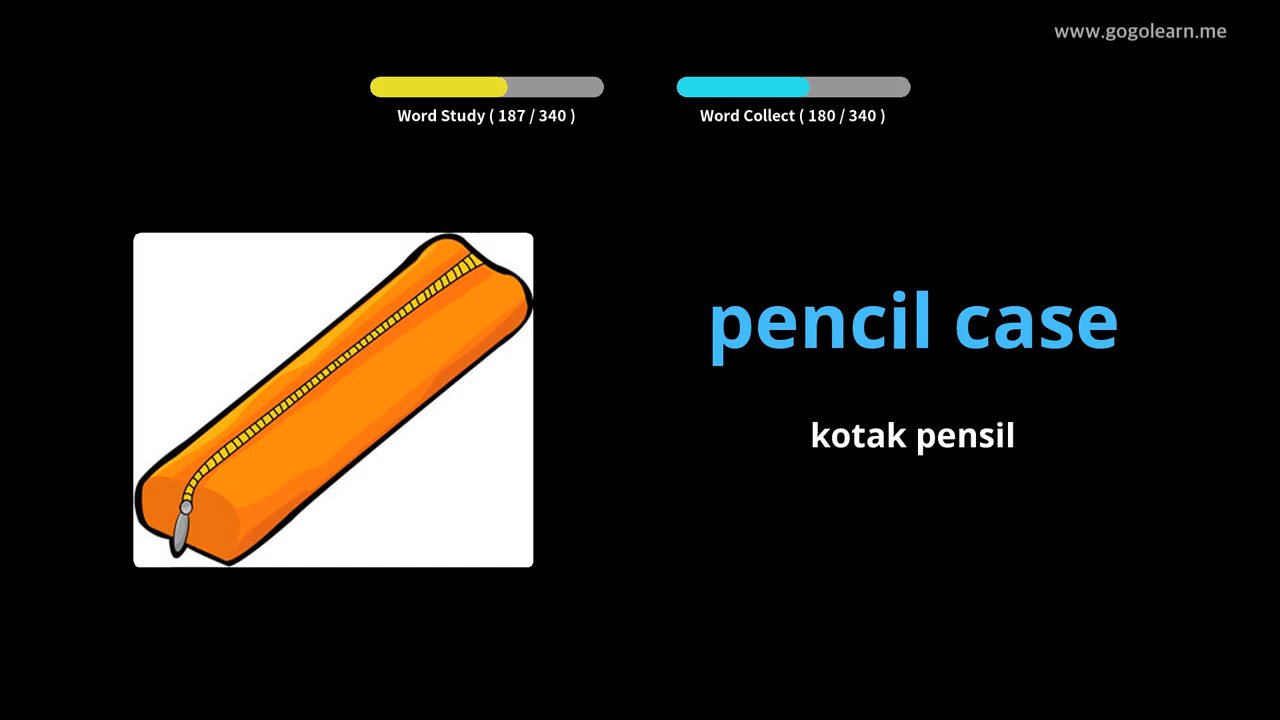 www.gogolearn.me
Word Study ( 187 / 340 )
Word Collect ( 180 / 340 )
pencil case
kotak pensil